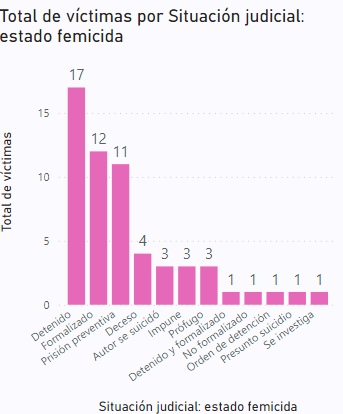 Total de víctimas por Situación judicial:
estado femicida
Total de víctimas
15
10
5
0
17
12
11
4
3
3
3
1
1
1
1
1
Detenido
Formalizado
Prisión preventiva
Deceso
Autor se suicidó
Impune
Prófugo
Detenido y formalizado
No formalizado
Orden de detención
Presunto suicidio
Se investiga
Situación judicial: estado femicida